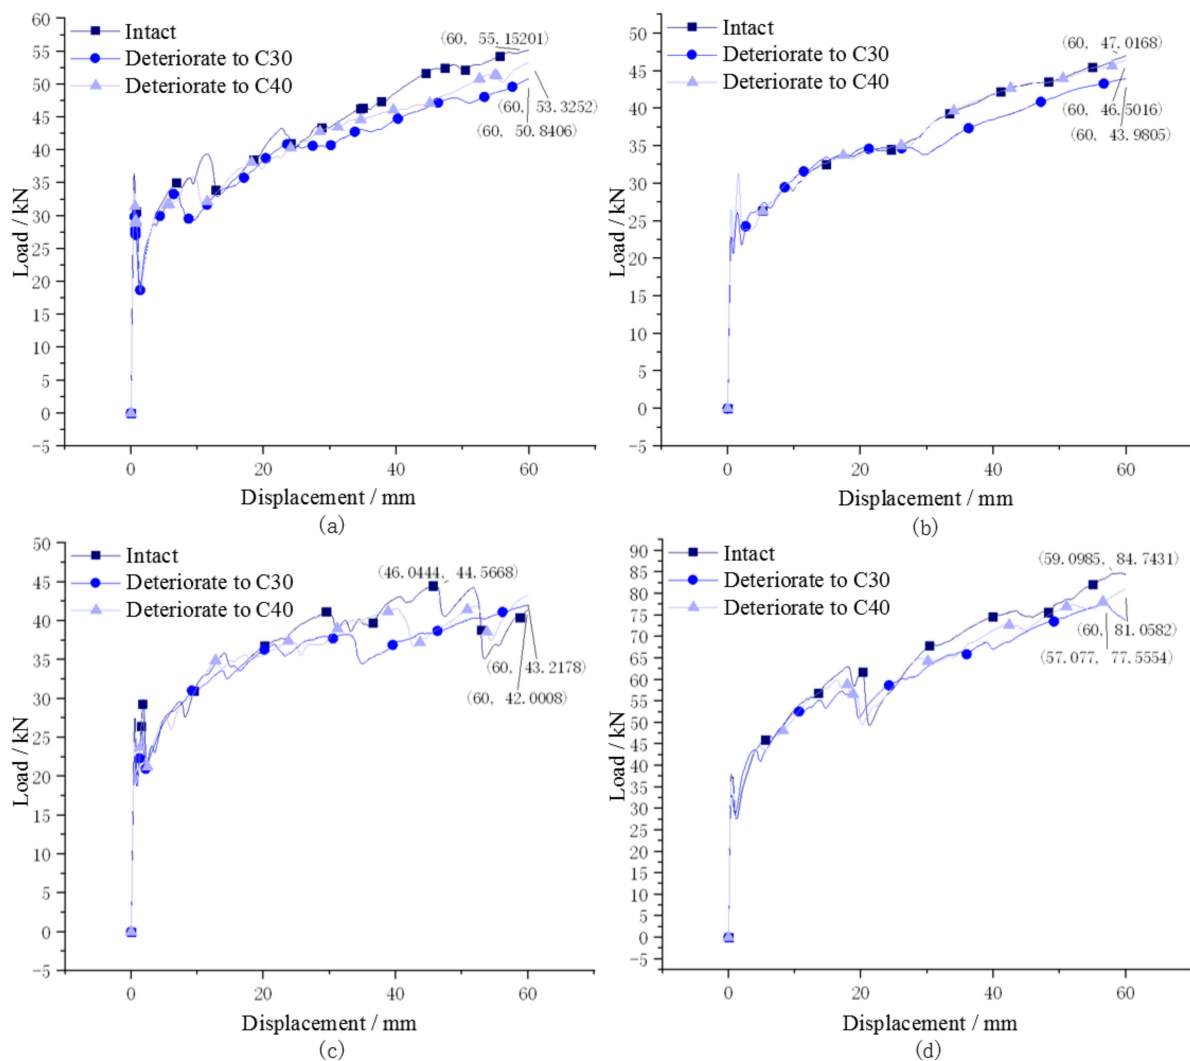 Intact
Deteriorate to C30
Deteriorate to C40
(60, 55.15201)
(60, 53.3252)
(60, 50.8406)
60
55
50
45
40
35
30
25
20
15
10
5
0
−5
Load / kN
0 20 40 60
Displacement / mm
(a)
Intact
Deteriorate to C30
Deteriorate to C40
(60, 47.0168)
(60, 46.5016)
(60, 43.9805)
50
45
40
35
30
25
20
15
10
5
0
−5
Load / kN
0 20 40 60
Displacement / mm
(b)
Intact
Deteriorate to C30
Deteriorate to C40
(46.0444, 44.5668)
(60, 43.2178)
(60, 42.0008)
50
45
40
35
30
25
20
15
10
5
0
−5
Load / kN
0 20 40 60
Displacement / mm
(c)
Intact
Deteriorate to C30
Deteriorate to C40
(59.0985, 84.7431)
(60, 81.0582)
(57.077, 77.5554)
90
85
80
75
70
65
60
55
50
45
40
35
30
25
20
15
10
5
0
−5
Load / kN
0 20 40 60
Displacement / mm
(d)